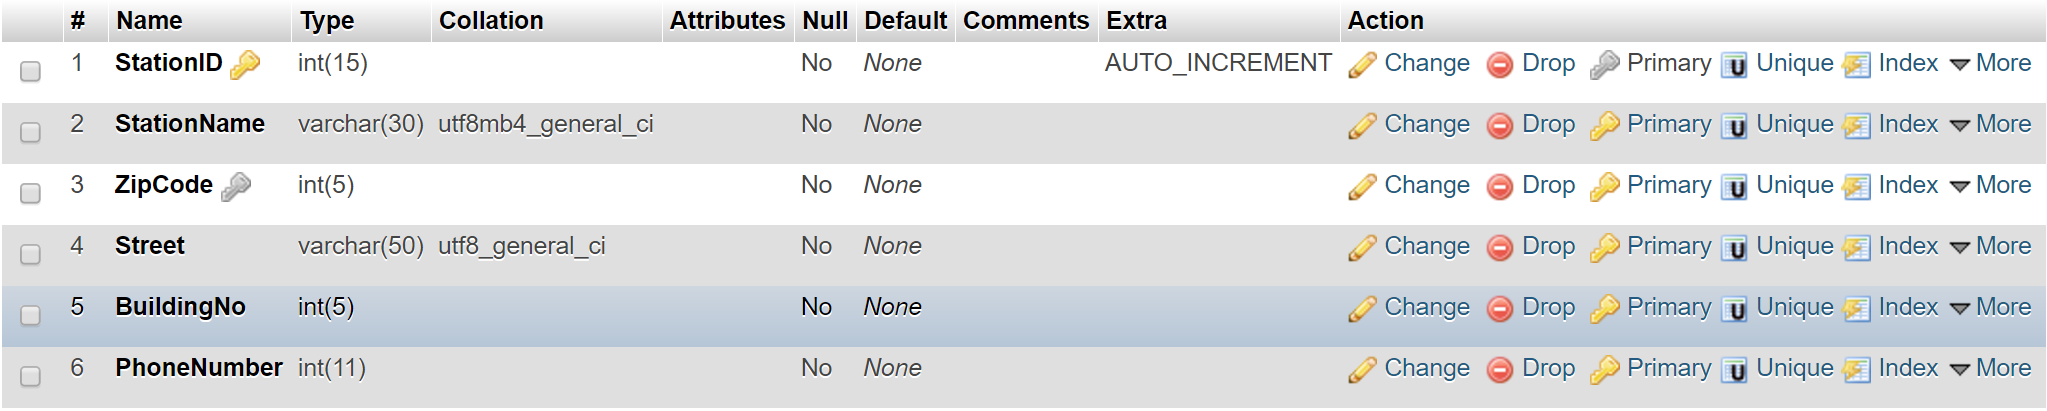 # Name Type Collation Attributes Null Default Comments Extra Action
1 StationID int(15) No None AUTO_INCREMENT Change Drop Primary U Unique Index More
2 StationName varchar(30) utf8mb4_general_ci No None Change Drop Primary U Unique Index More
3 ZipCode int(5) No None Change Drop Primary U Unique Index More
4 Street varchar(50) utf8_general_ci No None Change Drop Primary U Unique Index More
5 BuildingNo int(5) No None Change Drop Primary U Unique Index More
6 PhoneNumber int(11) No None Change Drop Primary U Unique Index More